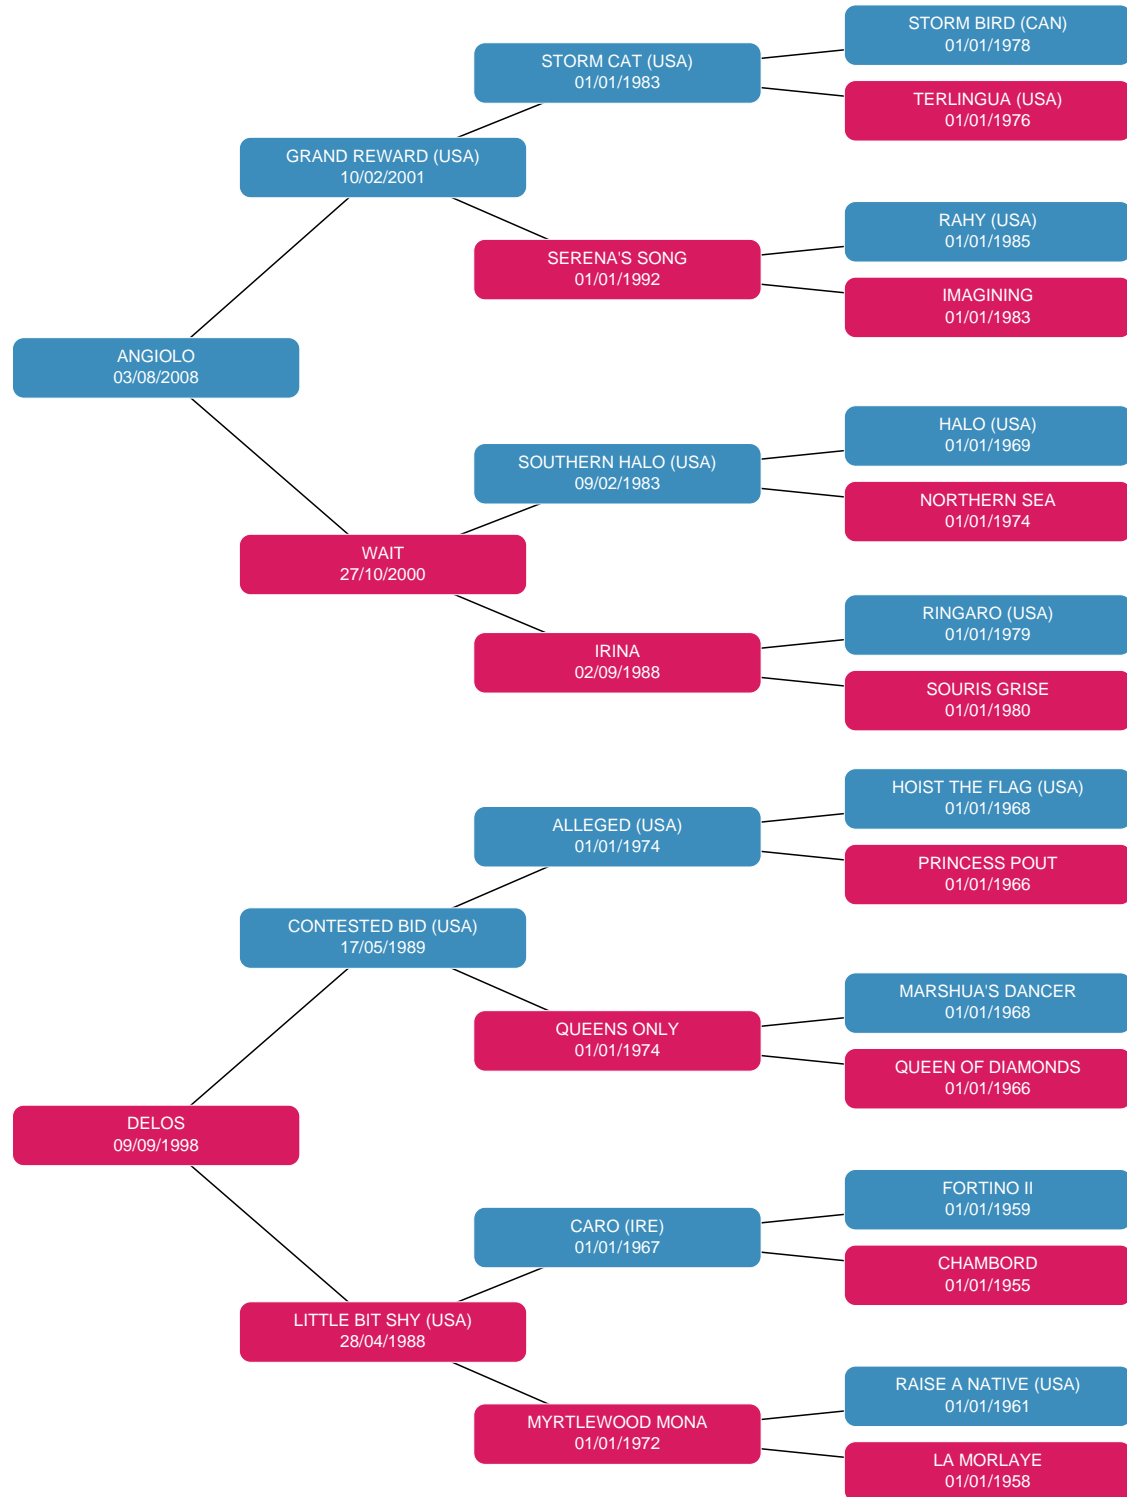 STORM BIRD (CAN)
01/01/1978
STORM CAT (USA)
01/01/1983
TERLINGUA (USA)
01/01/1976
GRAND REWARD (USA)
10/02/2001
RAHY (USA)
01/01/1985
SERENA'S SONG
01/01/1992
IMAGINING
01/01/1983
ANGIOLO
03/08/2008
HALO (USA)
01/01/1969
SOUTHERN HALO (USA)
09/02/1983
NORTHERN SEA
01/01/1974
WAIT
27/10/2000
RINGARO (USA)
01/01/1979
IRINA
02/09/1988
SOURIS GRISE
01/01/1980
HOIST THE FLAG (USA)
01/01/1968
ALLEGED (USA)
01/01/1974
PRINCESS POUT
01/01/1966
CONTESTED BID (USA)
17/05/1989
MARSHUA'S DANCER
01/01/1968
QUEENS ONLY
01/01/1974
QUEEN OF DIAMONDS
01/01/1966
DELOS
09/09/1998
FORTINO II
01/01/1959
CARO (IRE)
01/01/1967
CHAMBORD
01/01/1955
LITTLE BIT SHY (USA)
28/04/1988
RAISE A NATIVE (USA)
01/01/1961
MYRTLEWOOD MONA
01/01/1972
LA MORLAYE
01/01/1958